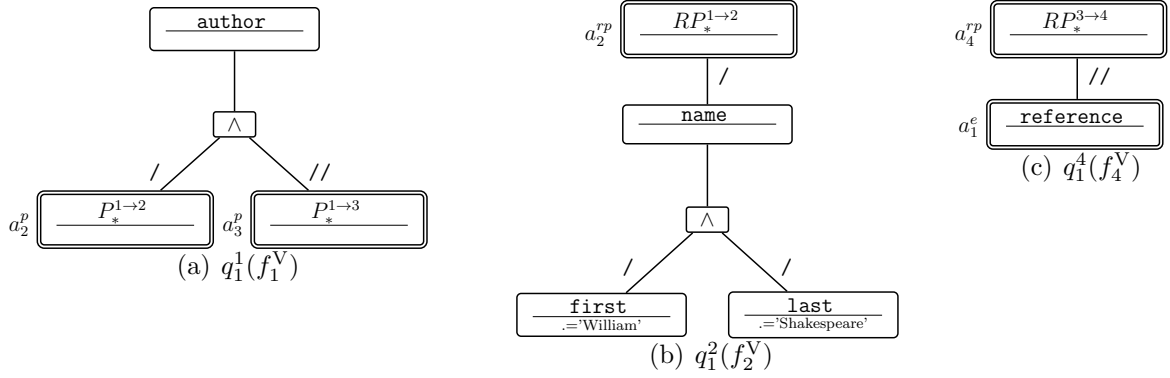 author
∧
/ //
a_2^p P_*^{1→2} a_3^p P_*^{1→3}
(a) q_1^1(f_1^V)
a_2^{rp} RP_*^{1→2}
/
name
∧
/ /
first last
.='William' .='Shakespeare'
(b) q_1^2(f_2^V)
a_4^{rp} RP_*^{3→4}
//
a_1^e reference
(c) q_1^4(f_4^V)